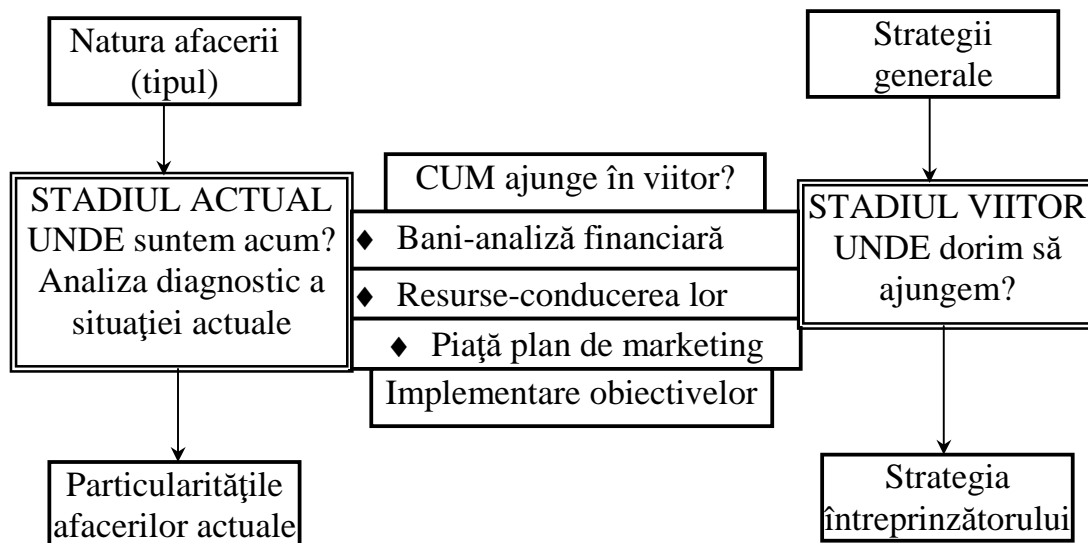 Natura afacerii
(tipul)
Strategii
generale
STADIUL ACTUAL
UNDE suntem acum?
Analiza diagnostic a
situaţiei actuale
CUM ajunge în viitor?
♦ Bani-analiză financiară
♦ Resurse-conducerea lor
♦ Piaţă plan de marketing
Implementare obiectivelor
STADIUL VIITOR
UNDE dorim să
ajungem?
Particularităţile
afacerilor actuale
Strategia
întreprinzătorului